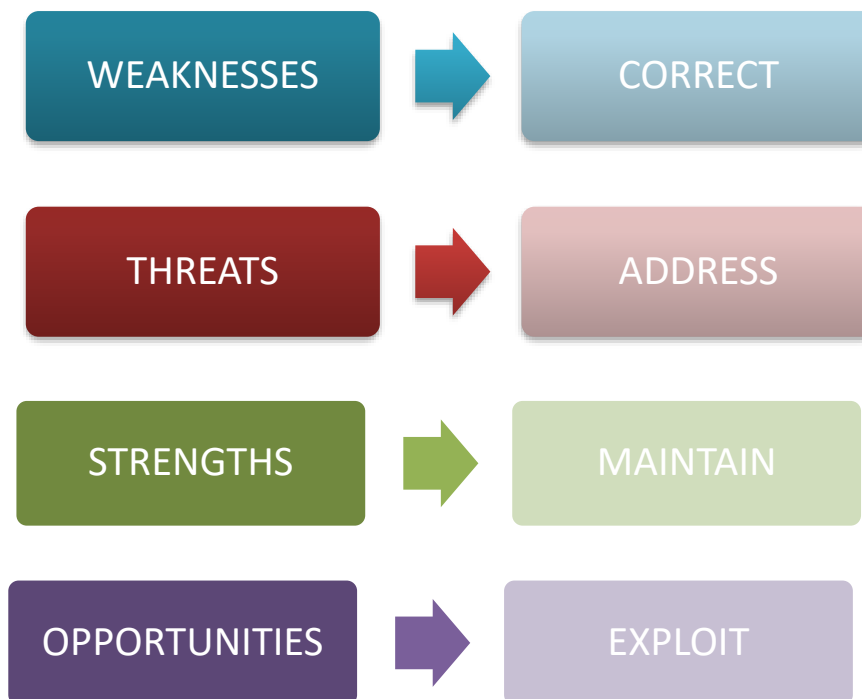 WEAKNESSES CORRECT
THREATS ADDRESS
STRENGTHS MAINTAIN
OPPORTUNITIES EXPLOIT